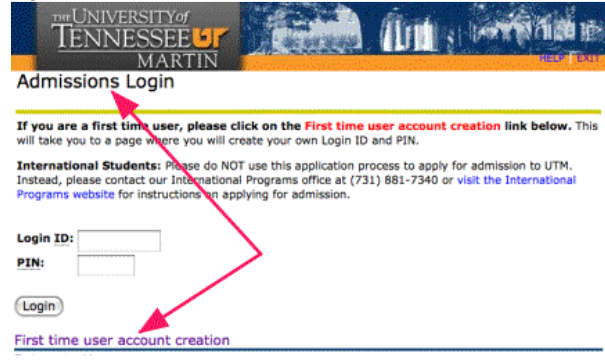 THE UNIVERSITY of
TENNESSEE UT
MARTIN
HELP | EXIT
Admissions Login
If you are a first time user, please click on the First time user account creation link below. This
will take you to a page where you will create your own Login ID and PIN.
International Students: Please do NOT use this application process to apply for admission to UTM.
Instead, please contact our International Programs office at (731) 881-7340 or visit the International
Programs website for instructions on applying for admission.
Login ID:
PIN:
Login
First time user account creation